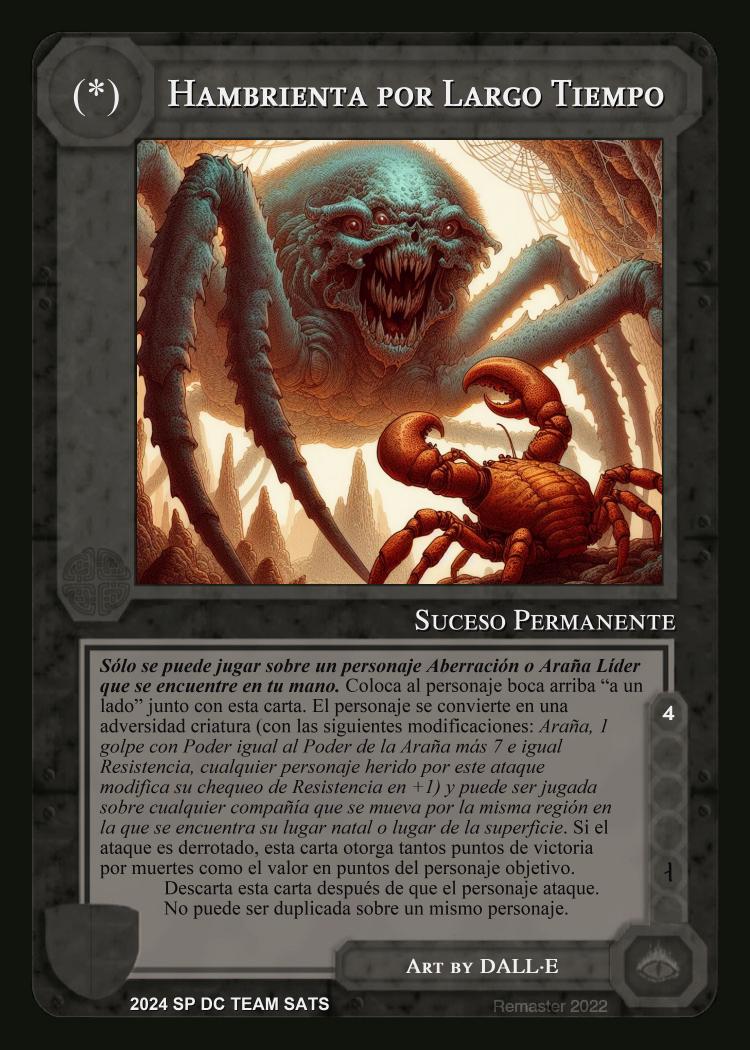 (*)
Hambrienta por Largo Tiempo
Suceso Permanente
Sólo se puede jugar sobre un personaje Aberración o Araña Líder
que se encuentre en tu mano. Coloca al personaje boca arriba “a un
lado” junto con esta carta. El personaje se convierte en una
adversidad criatura (con las siguientes modificaciones: Araña, 1
golpe con Poder igual al Poder de la Araña más 7 e igual
Resistencia, cualquier personaje herido por este ataque
modifica su chequeo de Resistencia en +1) y puede ser jugada
sobre cualquier compañía que se mueva por la misma región en
la que se encuentra su lugar natal o lugar de la superficie. Si el
ataque es derrotado, esta carta otorga tantos puntos de victoria
por muertes como el valor en puntos del personaje objetivo.
Descarta esta carta después de que el personaje ataque.
No puede ser duplicada sobre un mismo personaje.
4
Art by DALL·E
2024 SP DC TEAM SATS
Remaster 2022